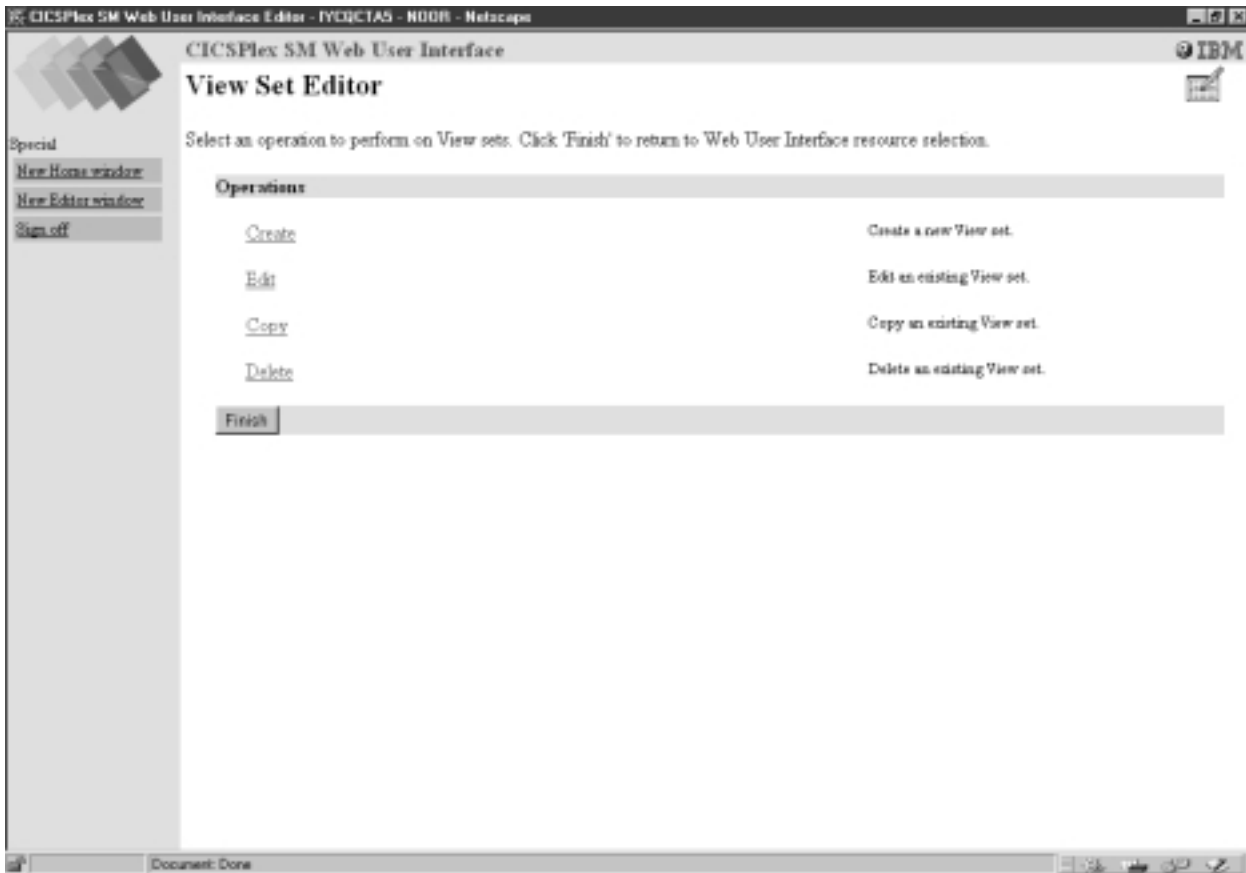 CICSPlex SM Web User Interface Editor - IYCQCTA5 - NOOR - Netscape
CICSPlex SM Web User Interface
IBM
View Set Editor
Select an operation to perform on View sets. Click 'Finish' to return to Web User Interface resource selection.
Special
New Home window
New Editor window
Sign off
Operations
Create
Create a new View set.
Edit
Edit an existing View set.
Copy
Copy an existing View set.
Delete
Delete an existing View set.
Finish
Document: Done